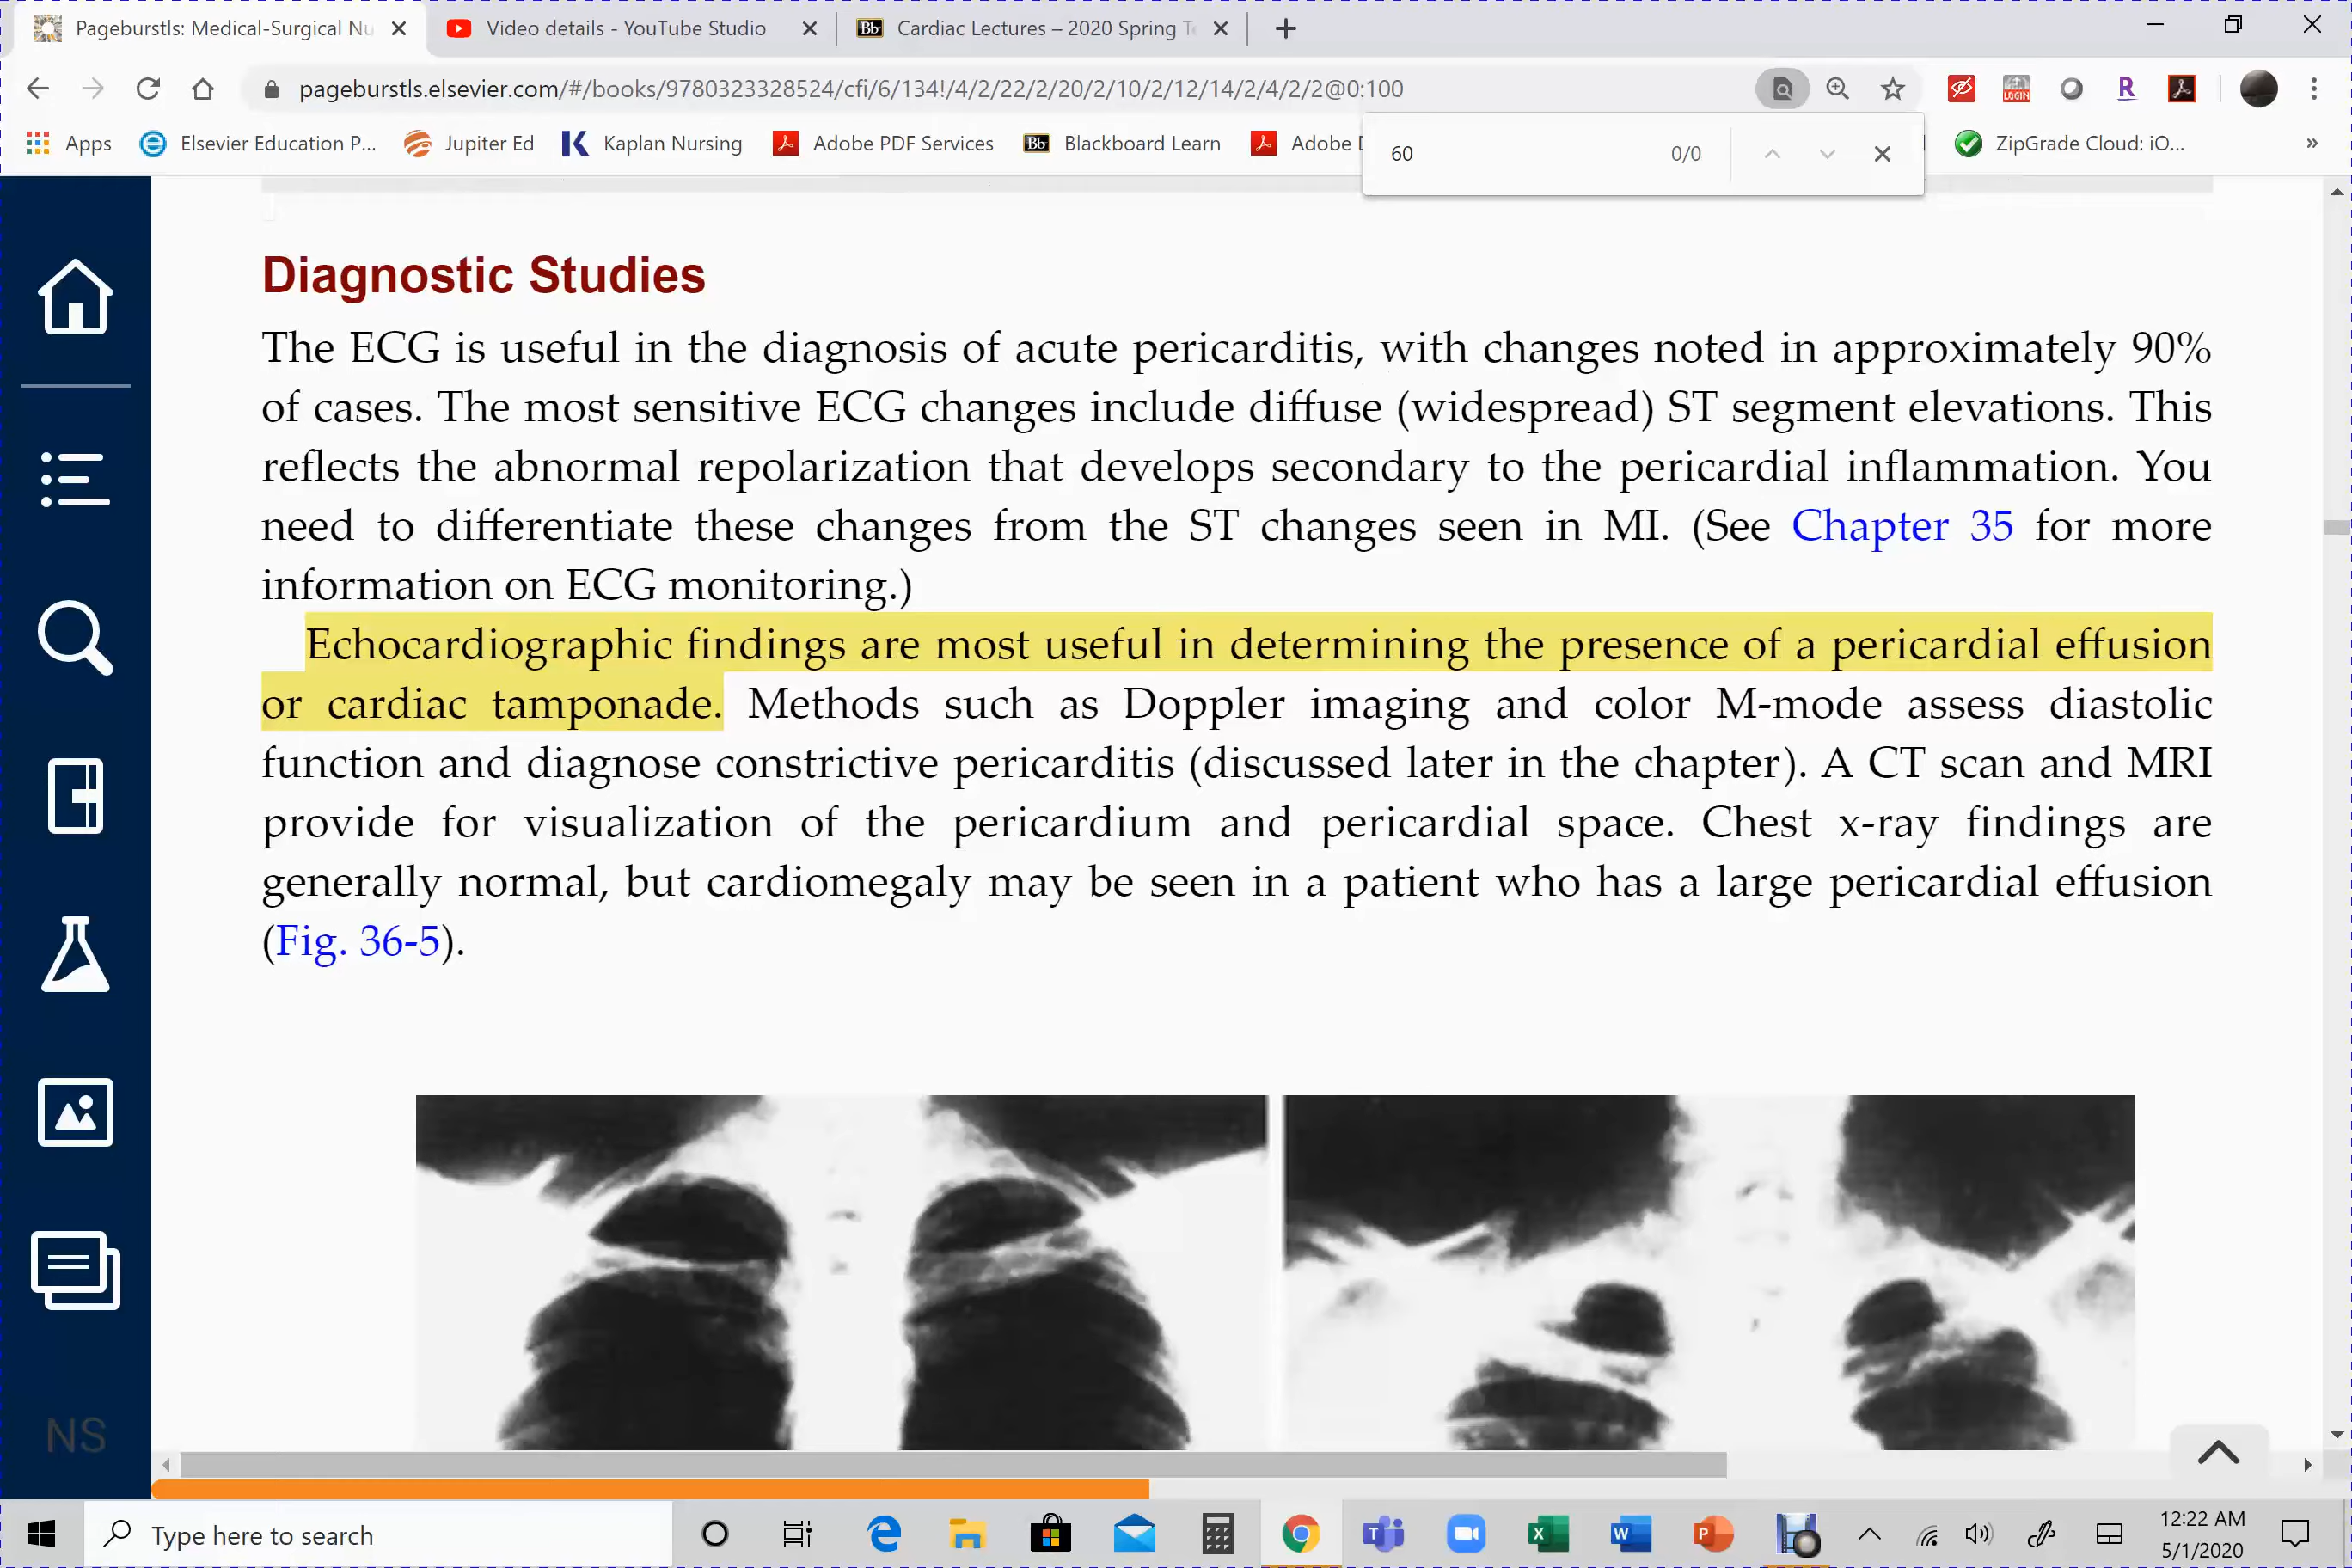 Pageburstls: Medical-Surgical Nu
Video details - YouTube Studio
Bb
Cardiac Lectures – 2020 Spring Te
pageburstls.elsevier.com/#/books/9780323328524/cfi/6/134!/4/2/22/2/20/2/10/2/12/14/2/4/2/2@0:100
LOGIN
R
Apps
Elsevier Education P...
Jupiter Ed
Kaplan Nursing
Adobe PDF Services
Bb
Blackboard Learn
Adobe
60
0/0
ZipGrade Cloud: iO...
»
Diagnostic Studies
The ECG is useful in the diagnosis of acute pericarditis, with changes noted in approximately 90%
of cases. The most sensitive ECG changes include diffuse (widespread) ST segment elevations. This
reflects the abnormal repolarization that develops secondary to the pericardial inflammation. You
need to differentiate these changes from the ST changes seen in MI. (See Chapter 35 for more
information on ECG monitoring.)
Echocardiographic findings are most useful in determining the presence of a pericardial effusion
or cardiac tamponade. Methods such as Doppler imaging and color M-mode assess diastolic
function and diagnose constrictive pericarditis (discussed later in the chapter). A CT scan and MRI
provide for visualization of the pericardium and pericardial space. Chest x-ray findings are
generally normal, but cardiomegaly may be seen in a patient who has a large pericardial effusion
(Fig. 36-5).
NS
Type here to search
12:22 AM
5/1/2020